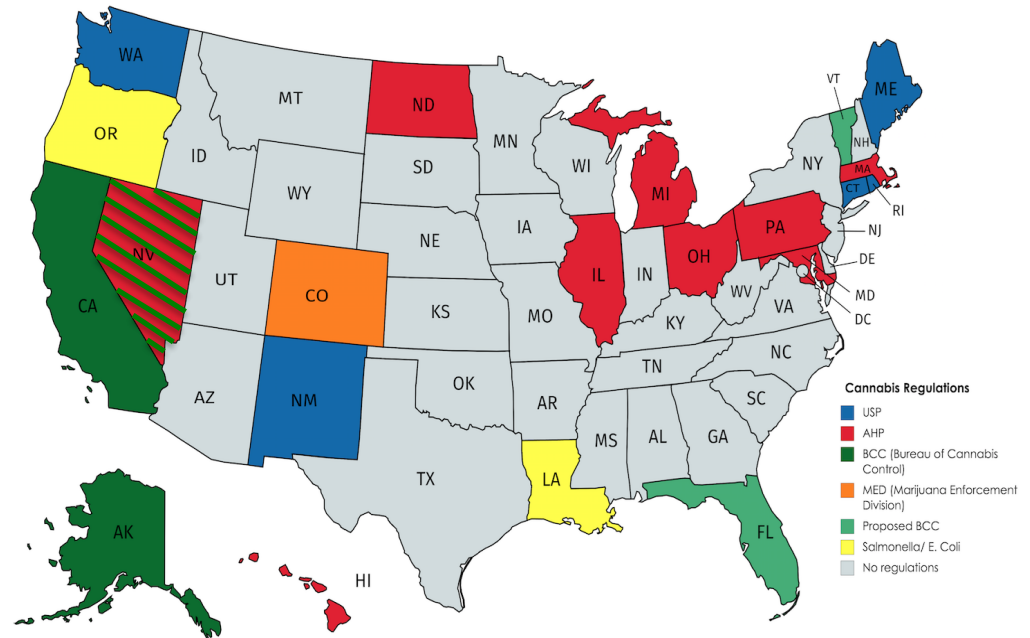 WA
MT
ND
MN
VT
ME
OR
ID
SD
WI
NY
NH
MA
CT
RI
WY
MI
PA
NJ
IA
NE
OH
DE
NV
UT
CO
IL
IN
WV
MD
CA
KS
MO
KY
VA
DC
TN
NC
AZ
NM
OK
AR
SC
MS
AL
GA
TX
LA
FL
AK
HI
Cannabis Regulations
USP
AHP
BCC (Bureau of Cannabis
Control)
MED (Marijuana Enforcement
Division)
Proposed BCC
Salmonella/ E. Coli
No regulations